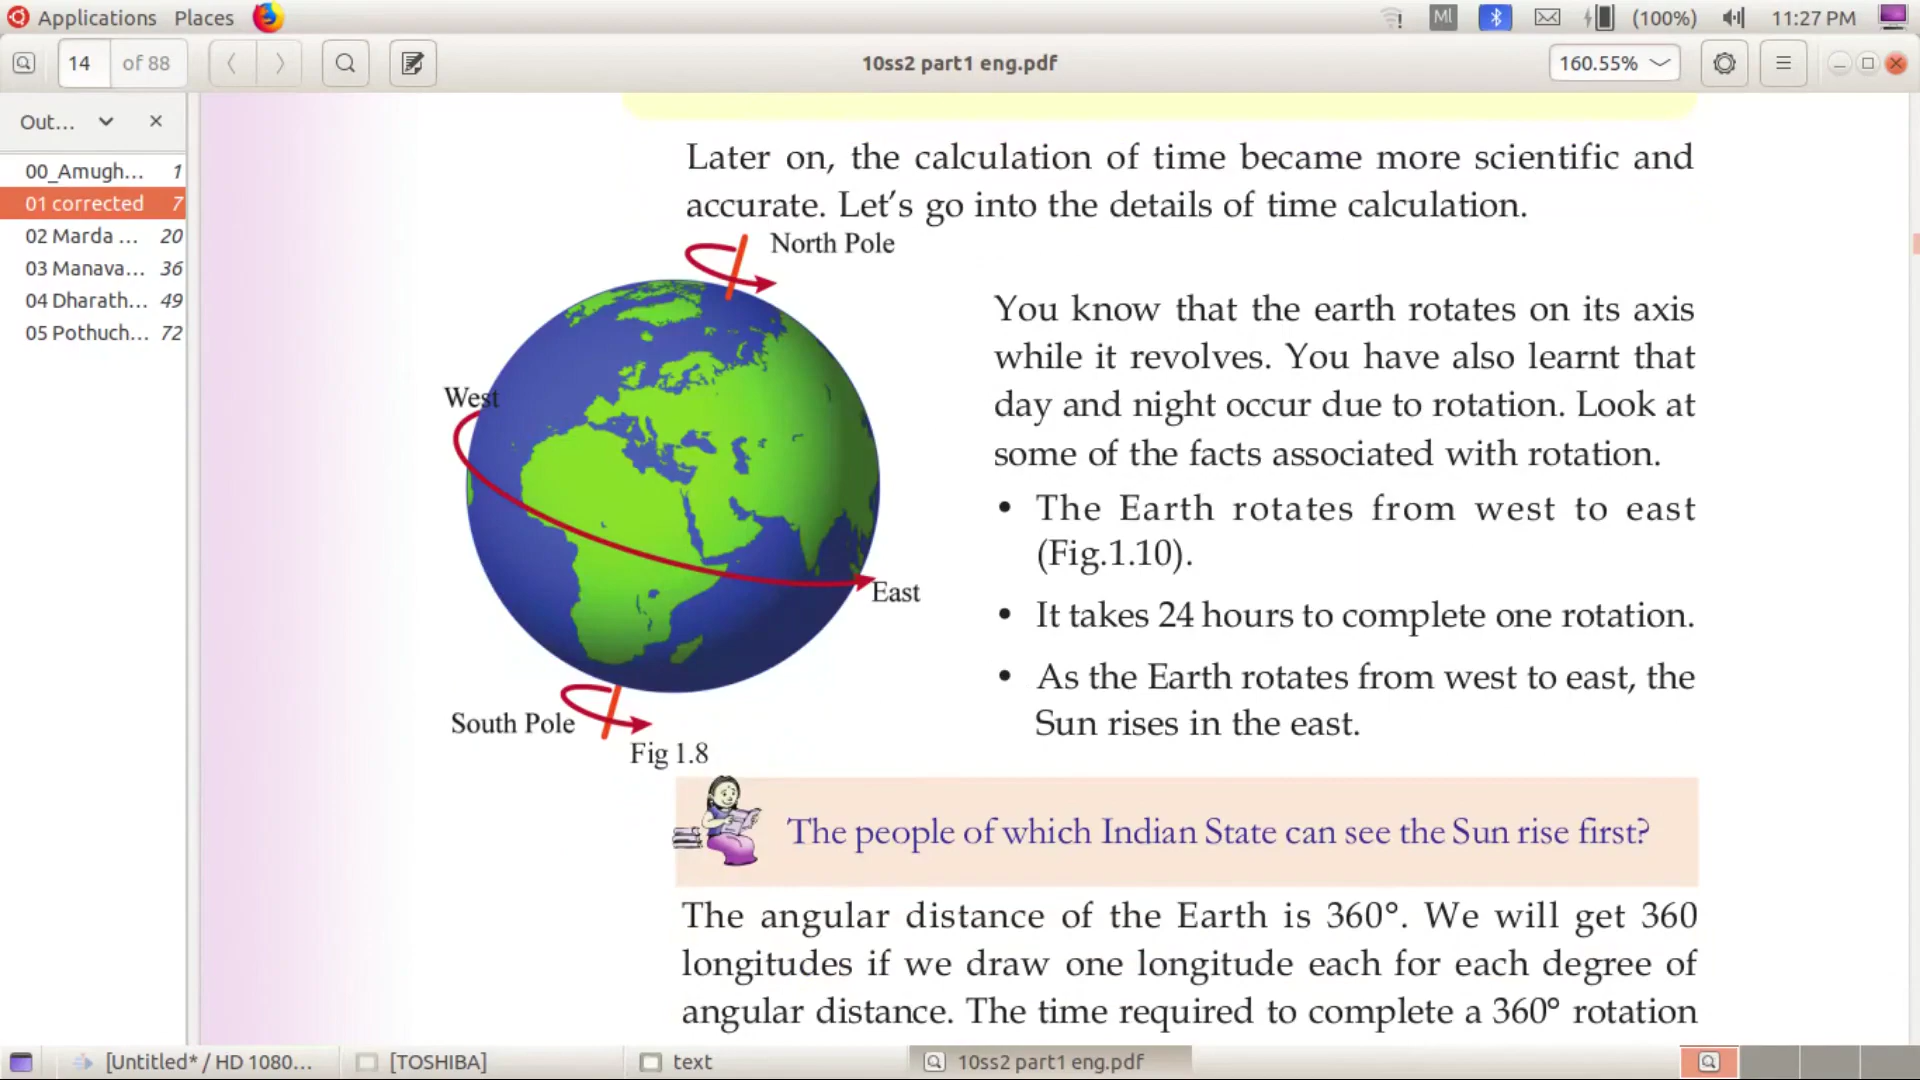 Applications Places Ml (100%) 11:27 PM
14 of 88 10ss2 part1 eng.pdf 160.55%
Out...
00_Amugh... 1
01 corrected 7
02 Marda ... 20
03 Manava... 36
04 Dharath... 49
05 Pothuch... 72
Later on, the calculation of time became more scientific and
accurate. Let's go into the details of time calculation.
North Pole
West
East
South Pole
Fig 1.8
You know that the earth rotates on its axis
while it revolves. You have also learnt that
day and night occur due to rotation. Look at
some of the facts associated with rotation.
• The Earth rotates from west to east
(Fig.1.10).
• It takes 24 hours to complete one rotation.
• As the Earth rotates from west to east, the
Sun rises in the east.
The people of which Indian State can see the Sun rise first?
The angular distance of the Earth is 360°. We will get 360
longitudes if we draw one longitude each for each degree of
angular distance. The time required to complete a 360° rotation
[Untitled* / HD 1080... [TOSHIBA] text 10ss2 part1 eng.pdf